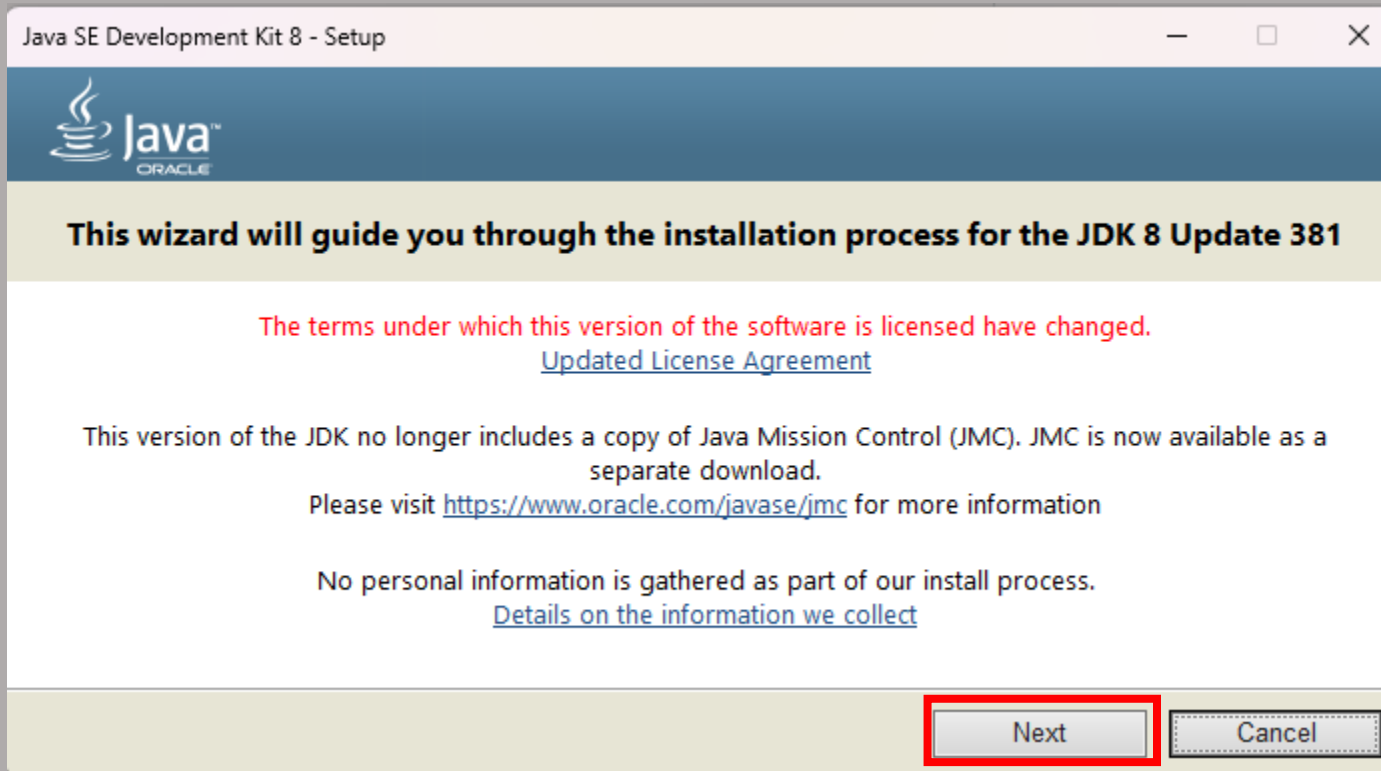 Java SE Development Kit 8 - Setup
Java™
ORACLE
This wizard will guide you through the installation process for the JDK 8 Update 381
The terms under which this version of the software is licensed have changed.
Updated License Agreement
This version of the JDK no longer includes a copy of Java Mission Control (JMC). JMC is now available as a
separate download.
Please visit https://www.oracle.com/javase/jmc for more information
No personal information is gathered as part of our install process.
Details on the information we collect
Next
Cancel